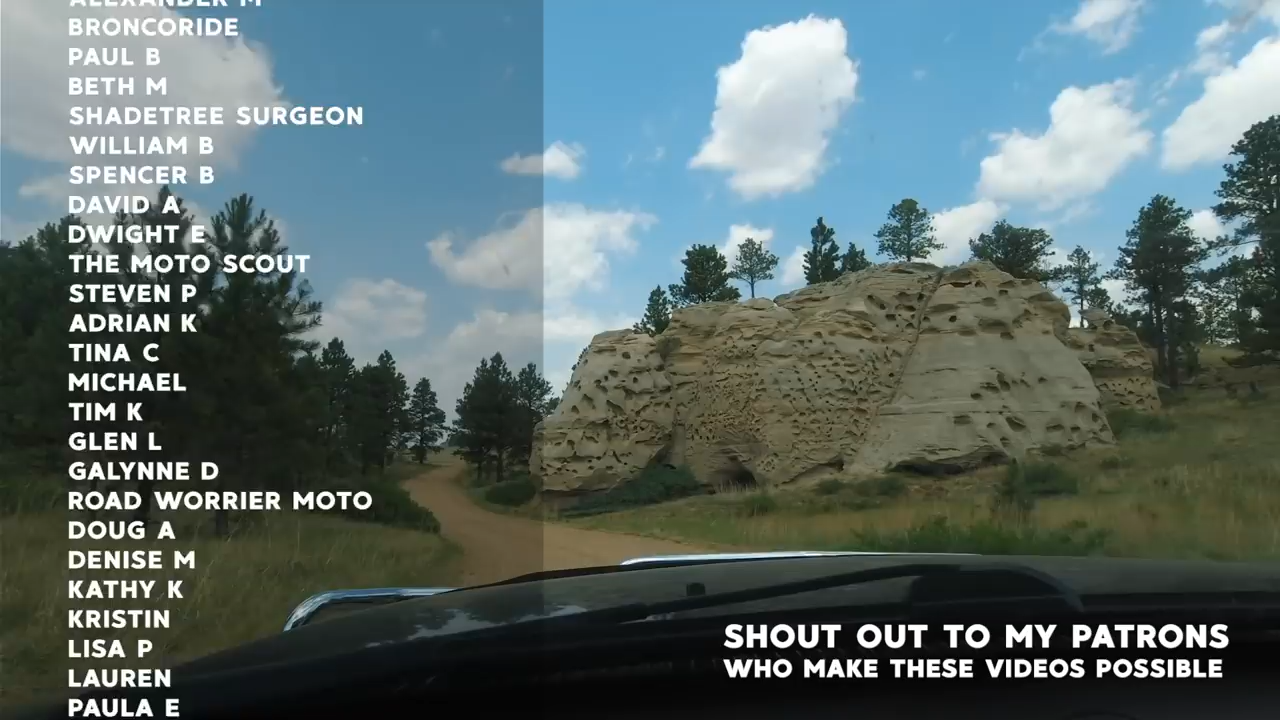 ALEXANDER M
BRONCORIDE
PAUL B
BETH M
SHADETREE SURGEON
WILLIAM B
SPENCER B
DAVID A
DWIGHT E
THE MOTO SCOUT
STEVEN P
ADRIAN K
TINA C
MICHAEL
TIM K
GLEN L
GALYNNE D
ROAD WORRIER MOTO
DOUG A
DENISE M
KATHY K
KRISTIN
LISA P
LAUREN
PAULA E
SHOUT OUT TO MY PATRONS
WHO MAKE THESE VIDEOS POSSIBLE